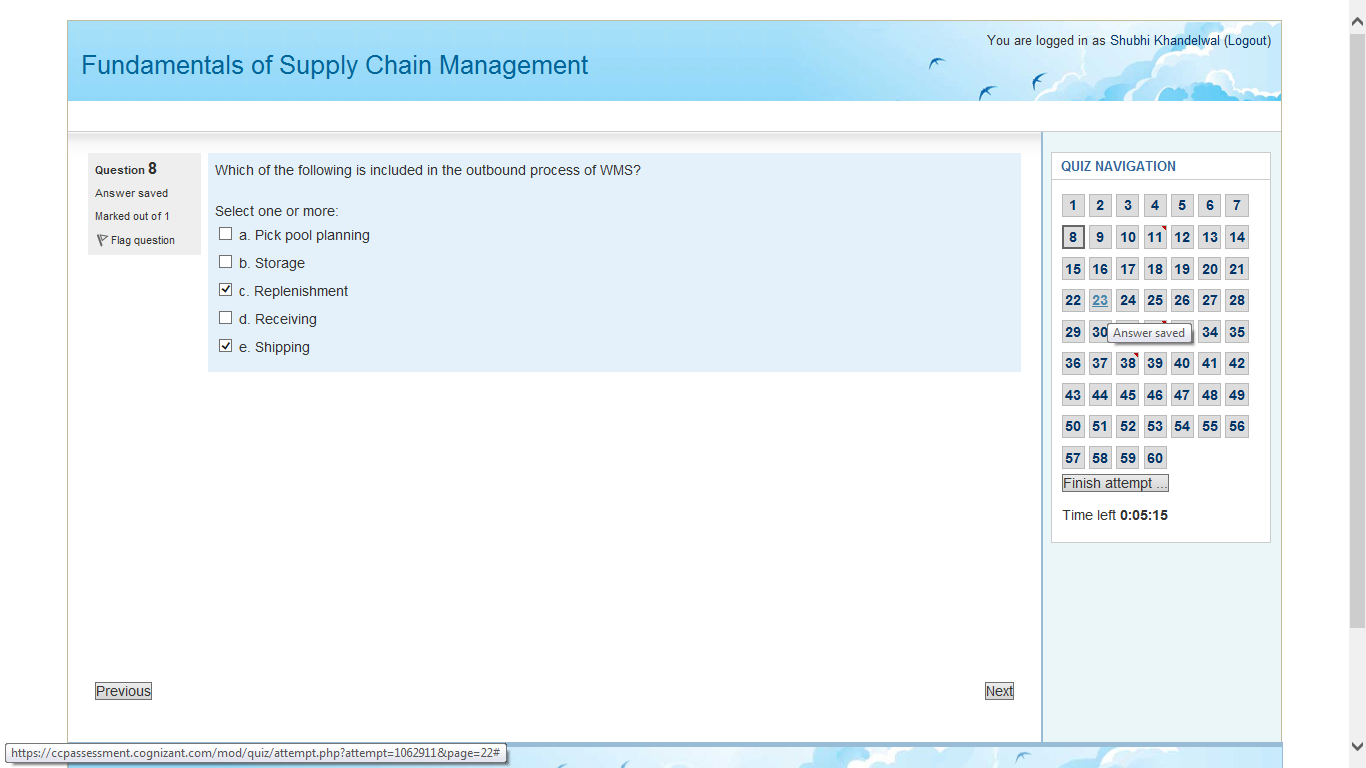 You are logged in as Shubhi Khandelwal (Logout)
Fundamentals of Supply Chain Management
Question 8
Answer saved
Marked out of 1
Flag question
Which of the following is included in the outbound process of WMS?
Select one or more:
a. Pick pool planning
b. Storage
c. Replenishment
d. Receiving
e. Shipping
Previous
Next
QUIZ NAVIGATION
1 2 3 4 5 6 7
8 9 10 11 12 13 14
15 16 17 18 19 20 21
22 23 24 25 26 27 28
29 30 34 35
Answer saved
36 37 38 39 40 41 42
43 44 45 46 47 48 49
50 51 52 53 54 55 56
57 58 59 60
Finish attempt ...
Time left 0:05:15
https://ccpassessment.cognizant.com/mod/quiz/attempt.php?attempt=1062911&page=22#